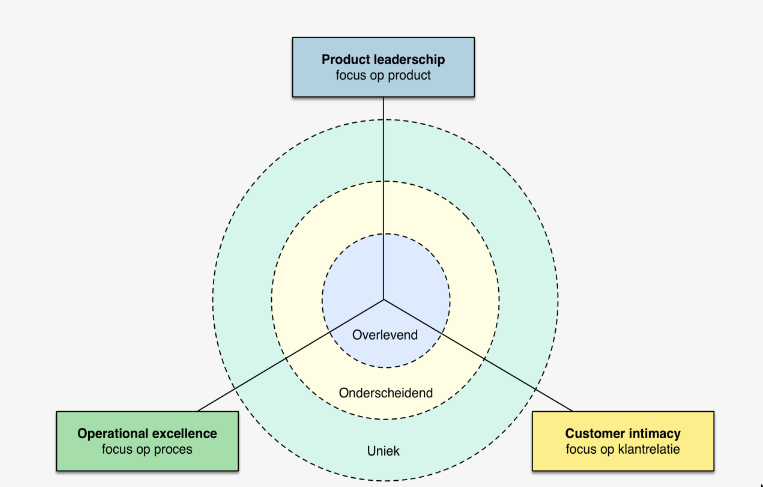 Product leaderschip
focus op product
Overlevend
Onderscheidend
Operational excellence
focus op proces
Customer intimacy
focus op klantrelatie
Uniek